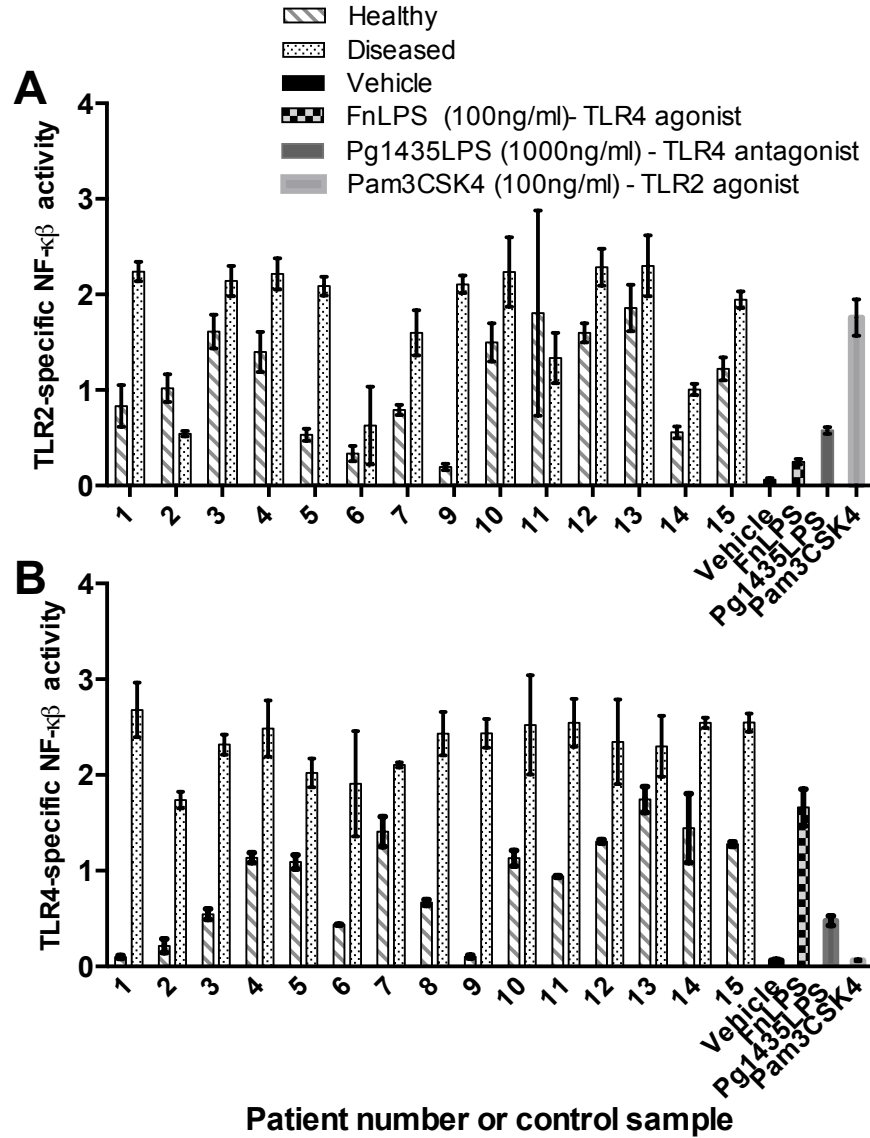 Healthy
Diseased
Vehicle
FnLPS (100ng/ml)- TLR4 agonist
Pg1435LPS (1000ng/ml) - TLR4 antagonist
Pam3CSK4 (100ng/ml) - TLR2 agonist
A
TLR2-specific NF-κβ activity
4
3
2
1
0
1 2 3 4 5 6 7 9 10 11 12 13 14 15 Vehicle FnLPS Pg1435LPS Pam3CSK4
B
TLR4-specific NF-κβ activity
4
3
2
1
0
1 2 3 4 5 6 7 8 9 10 11 12 13 14 15 Vehicle FnLPS Pg1435LPS Pam3CSK4
Patient number or control sample